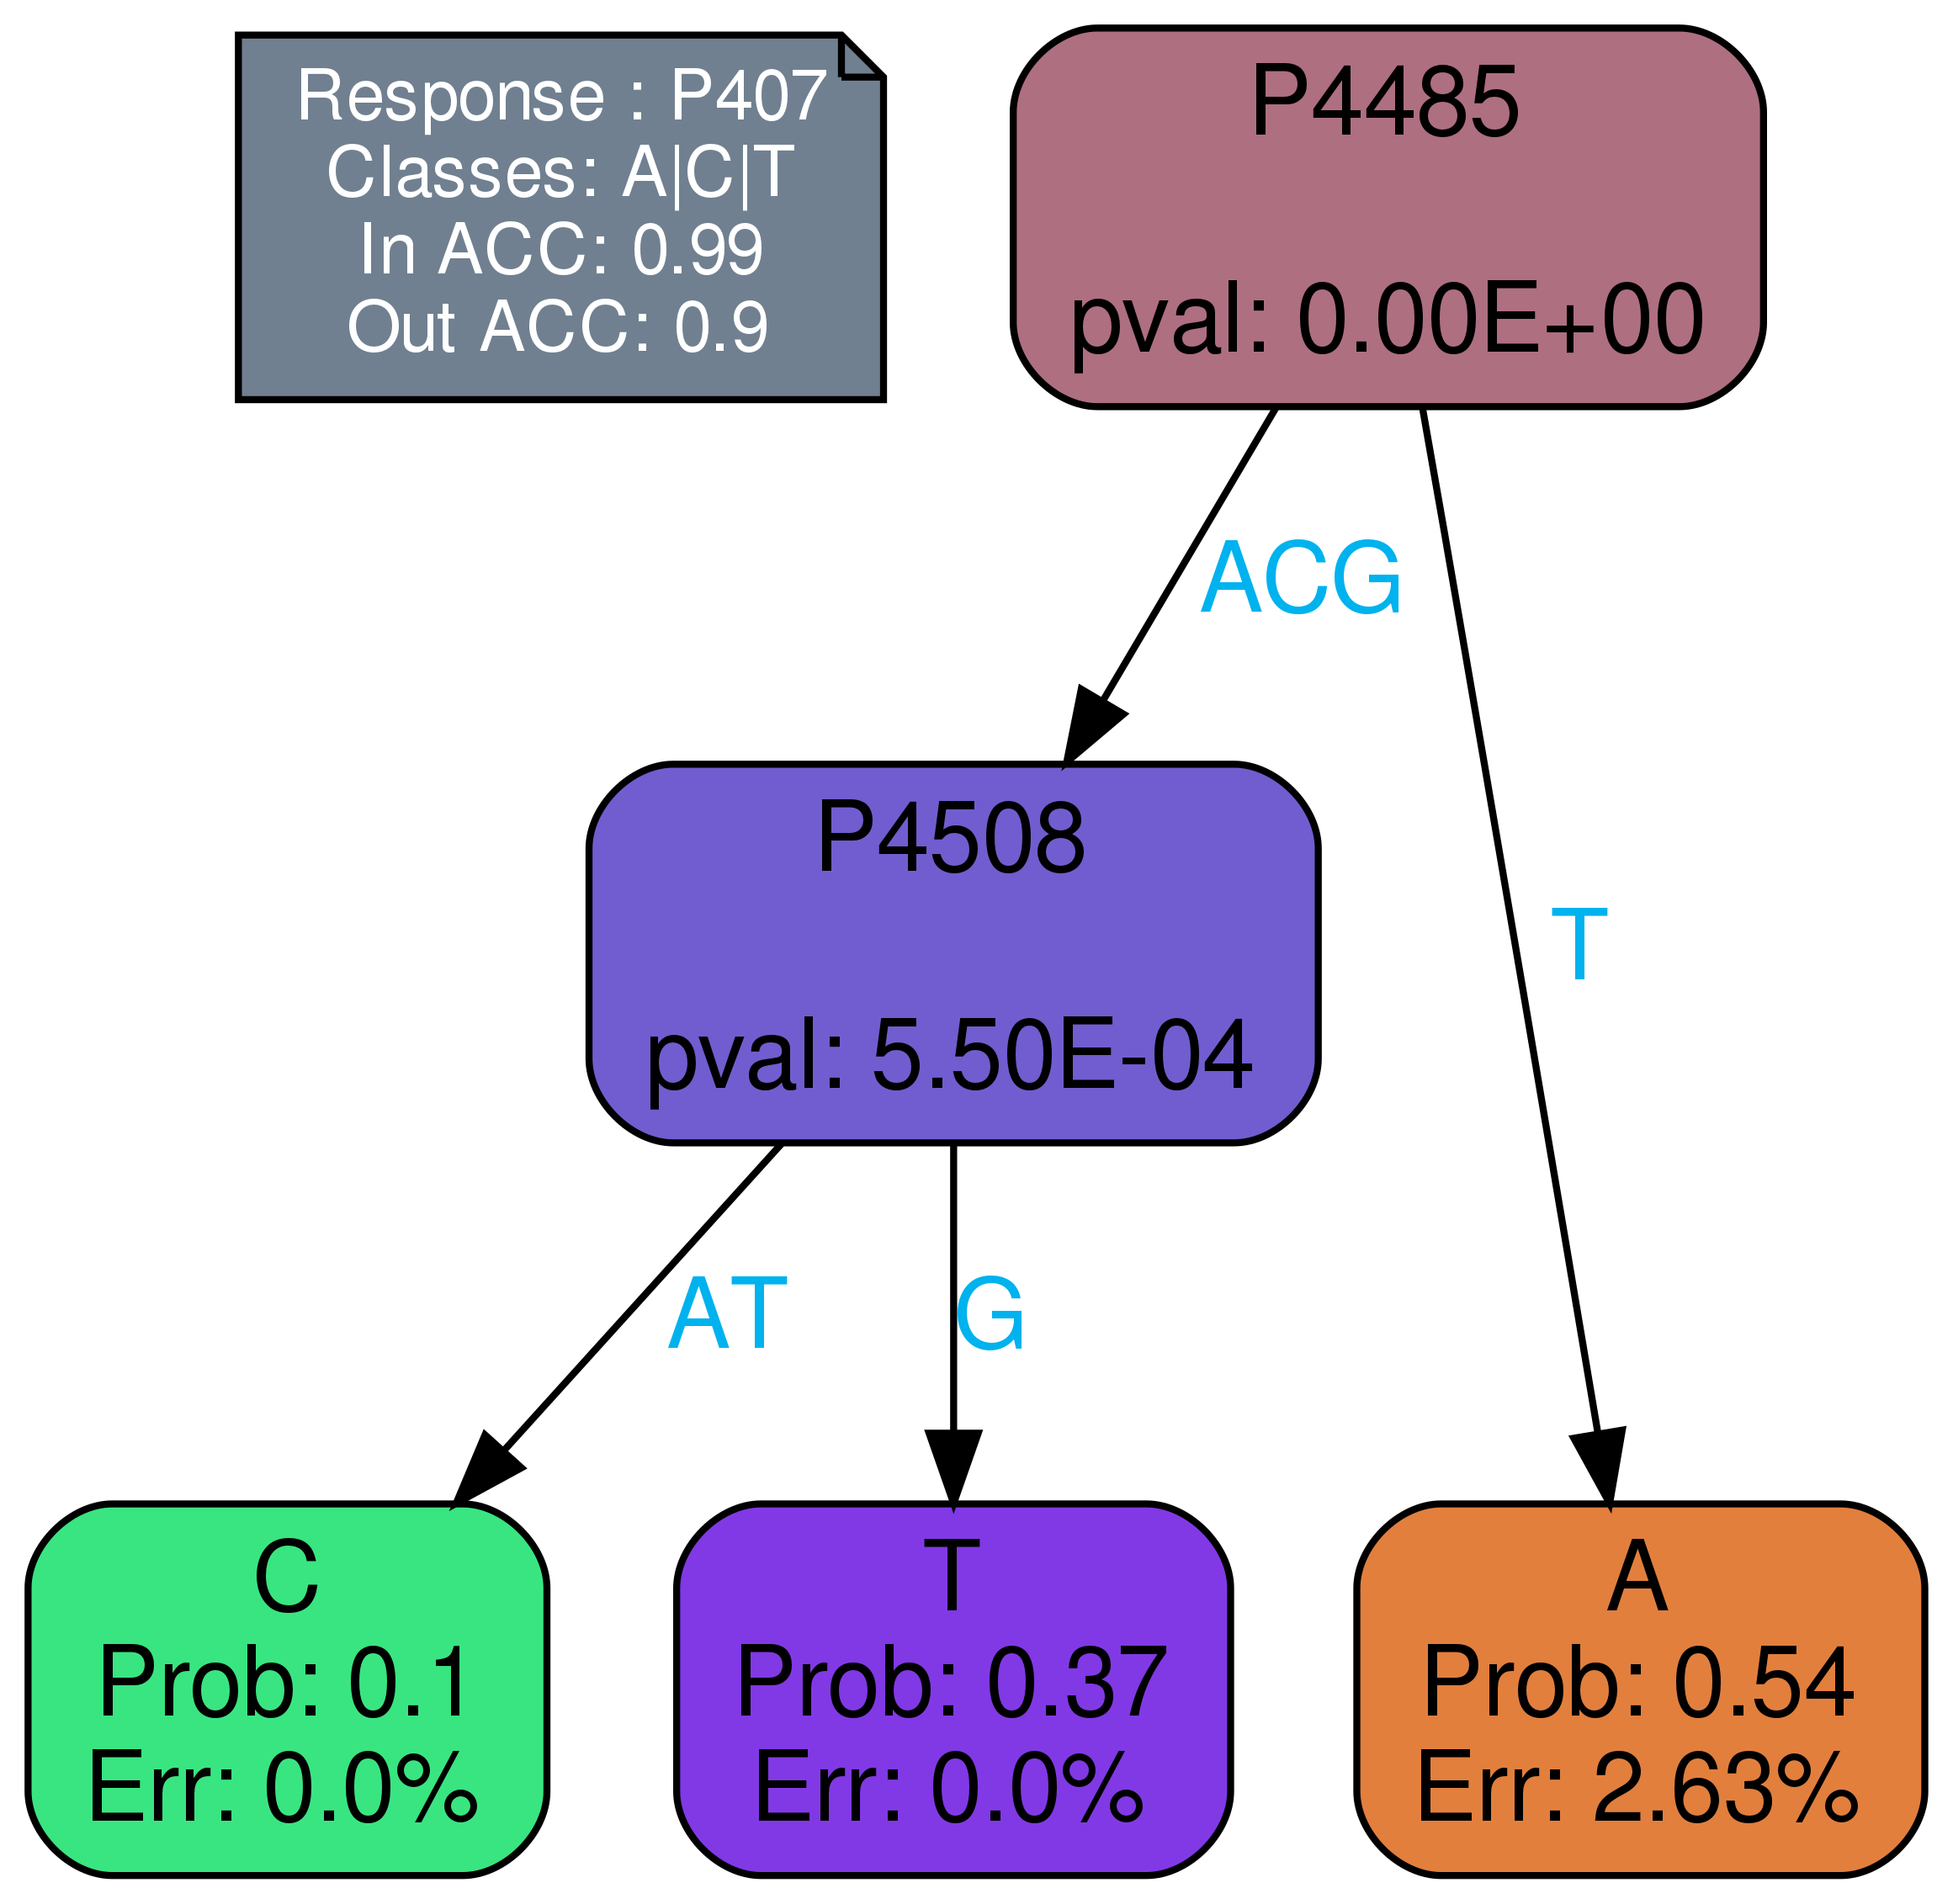 Response : P407
Classes: A|C|T
In ACC: 0.99
Out ACC: 0.9
P4485
pval: 0.00E+00
ACG
T
P4508
pval: 5.50E-04
AT
G
C
Prob: 0.1
Err: 0.0%
T
Prob: 0.37
Err: 0.0%
A
Prob: 0.54
Err: 2.63%